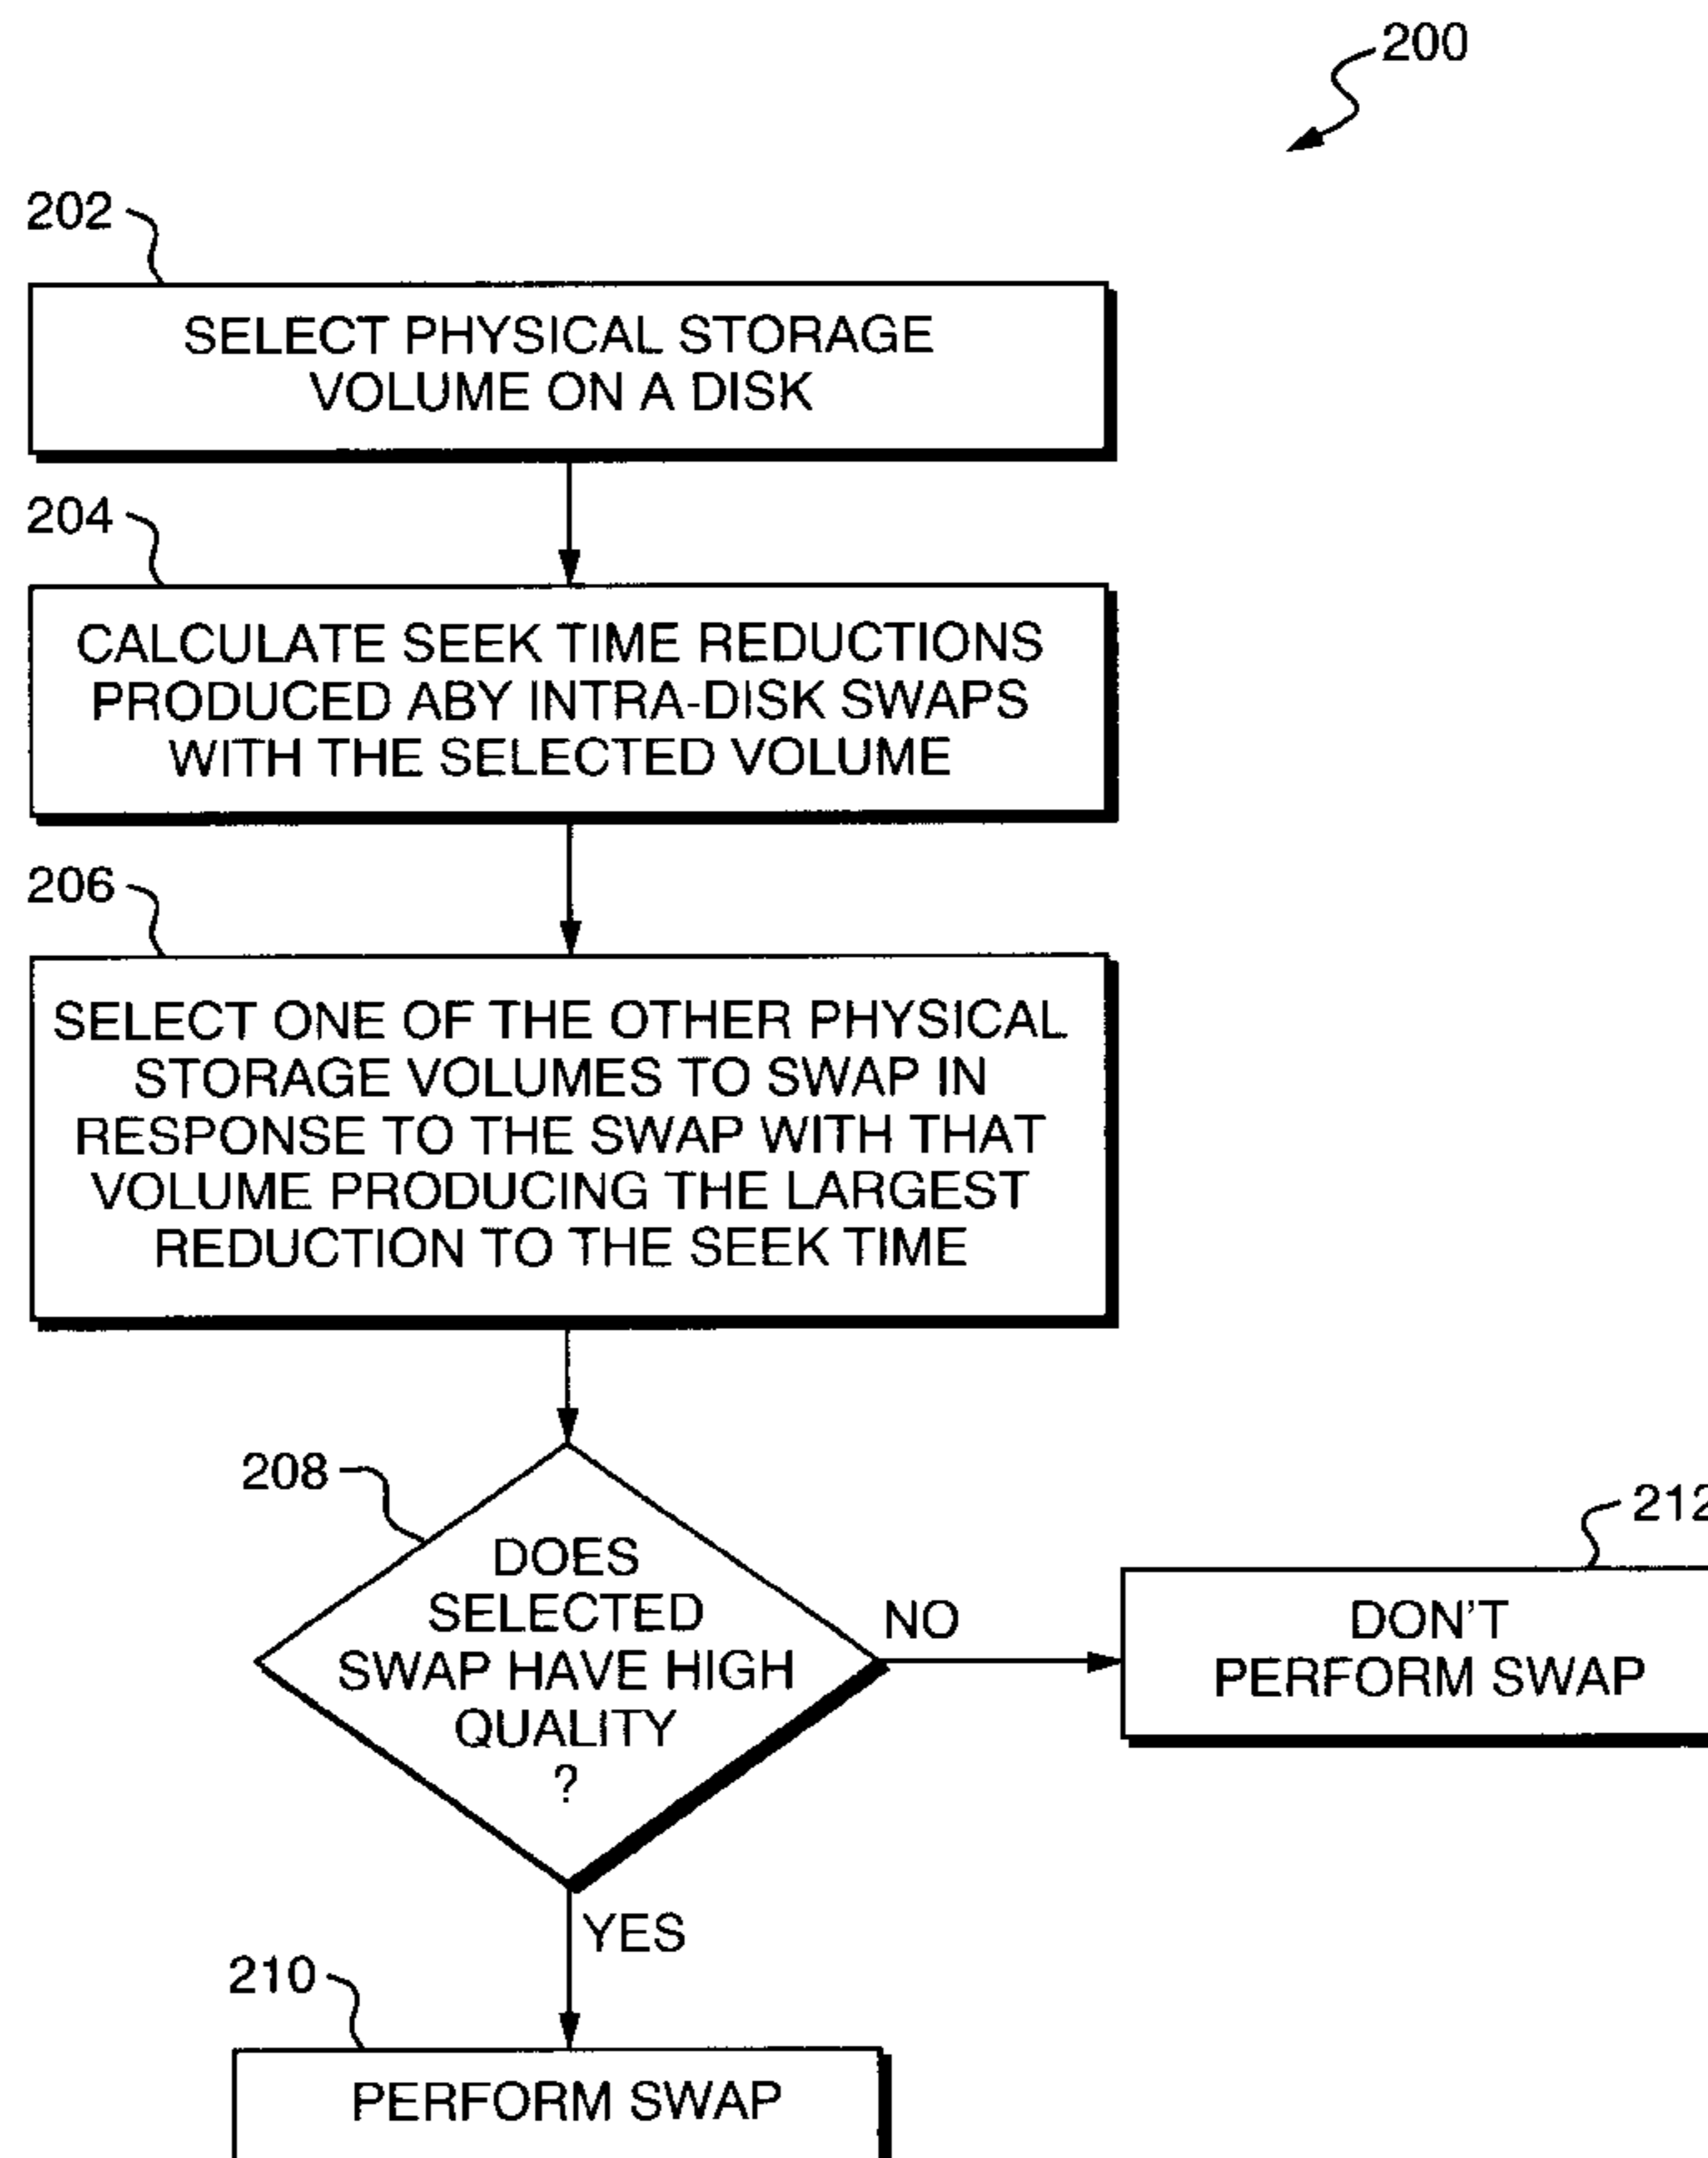 200
202
SELECT PHYSICAL STORAGE
VOLUME ON A DISK
204
CALCULATE SEEK TIME REDUCTIONS
PRODUCED ABY INTRA-DISK SWAPS
WITH THE SELECTED VOLUME
206
SELECT ONE OF THE OTHER PHYSICAL
STORAGE VOLUMES TO SWAP IN
RESPONSE TO THE SWAP WITH THAT
VOLUME PRODUCING THE LARGEST
REDUCTION TO THE SEEK TIME
208
DOES
SELECTED
SWAP HAVE HIGH
QUALITY
?
NO
212
DON'T
PERFORM SWAP
YES
210
PERFORM SWAP